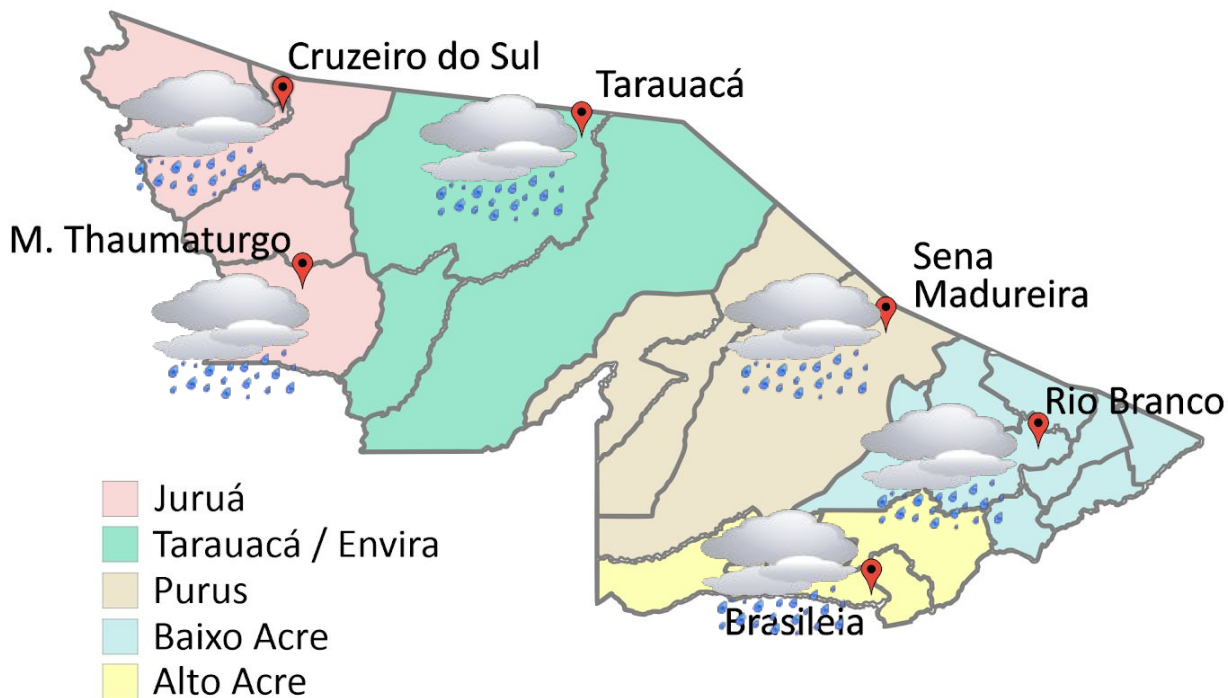 Cruzeiro do Sul
Tarauacá
M. Thaumaturgo
Sena
Madureira
Rio Branco
Brasileia
Juruá
Tarauacá / Envira
Purus
Baixo Acre
Alto Acre